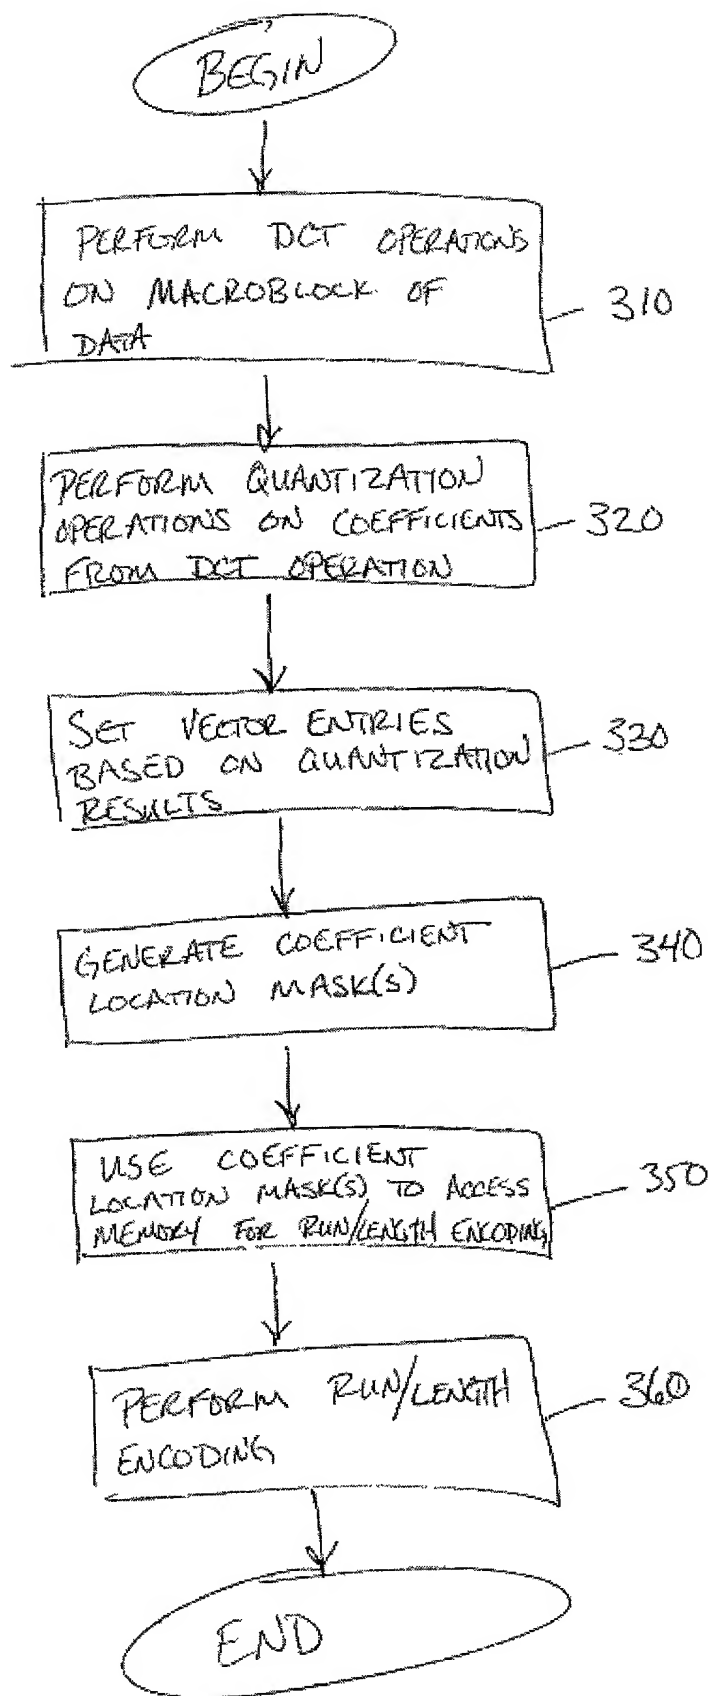 BEGIN
PERFORM DCT OPERATIONS
ON MACROBLOCK OF
DATA
310
PERFORM QUANTIZATION
OPERATIONS ON COEFFICIENTS
FROM DCT OPERATION
320
SET VECTOR ENTRIES
BASED ON QUANTIZATION
RESULTS
330
GENERATE COEFFICIENT
LOCATION MASK(S)
340
USE COEFFICIENT
LOCATION MASK(S) TO ACCESS
MEMORY FOR RUN/LENGTH ENCODING
350
PERFORM RUN/LENGTH
ENCODING
360
END